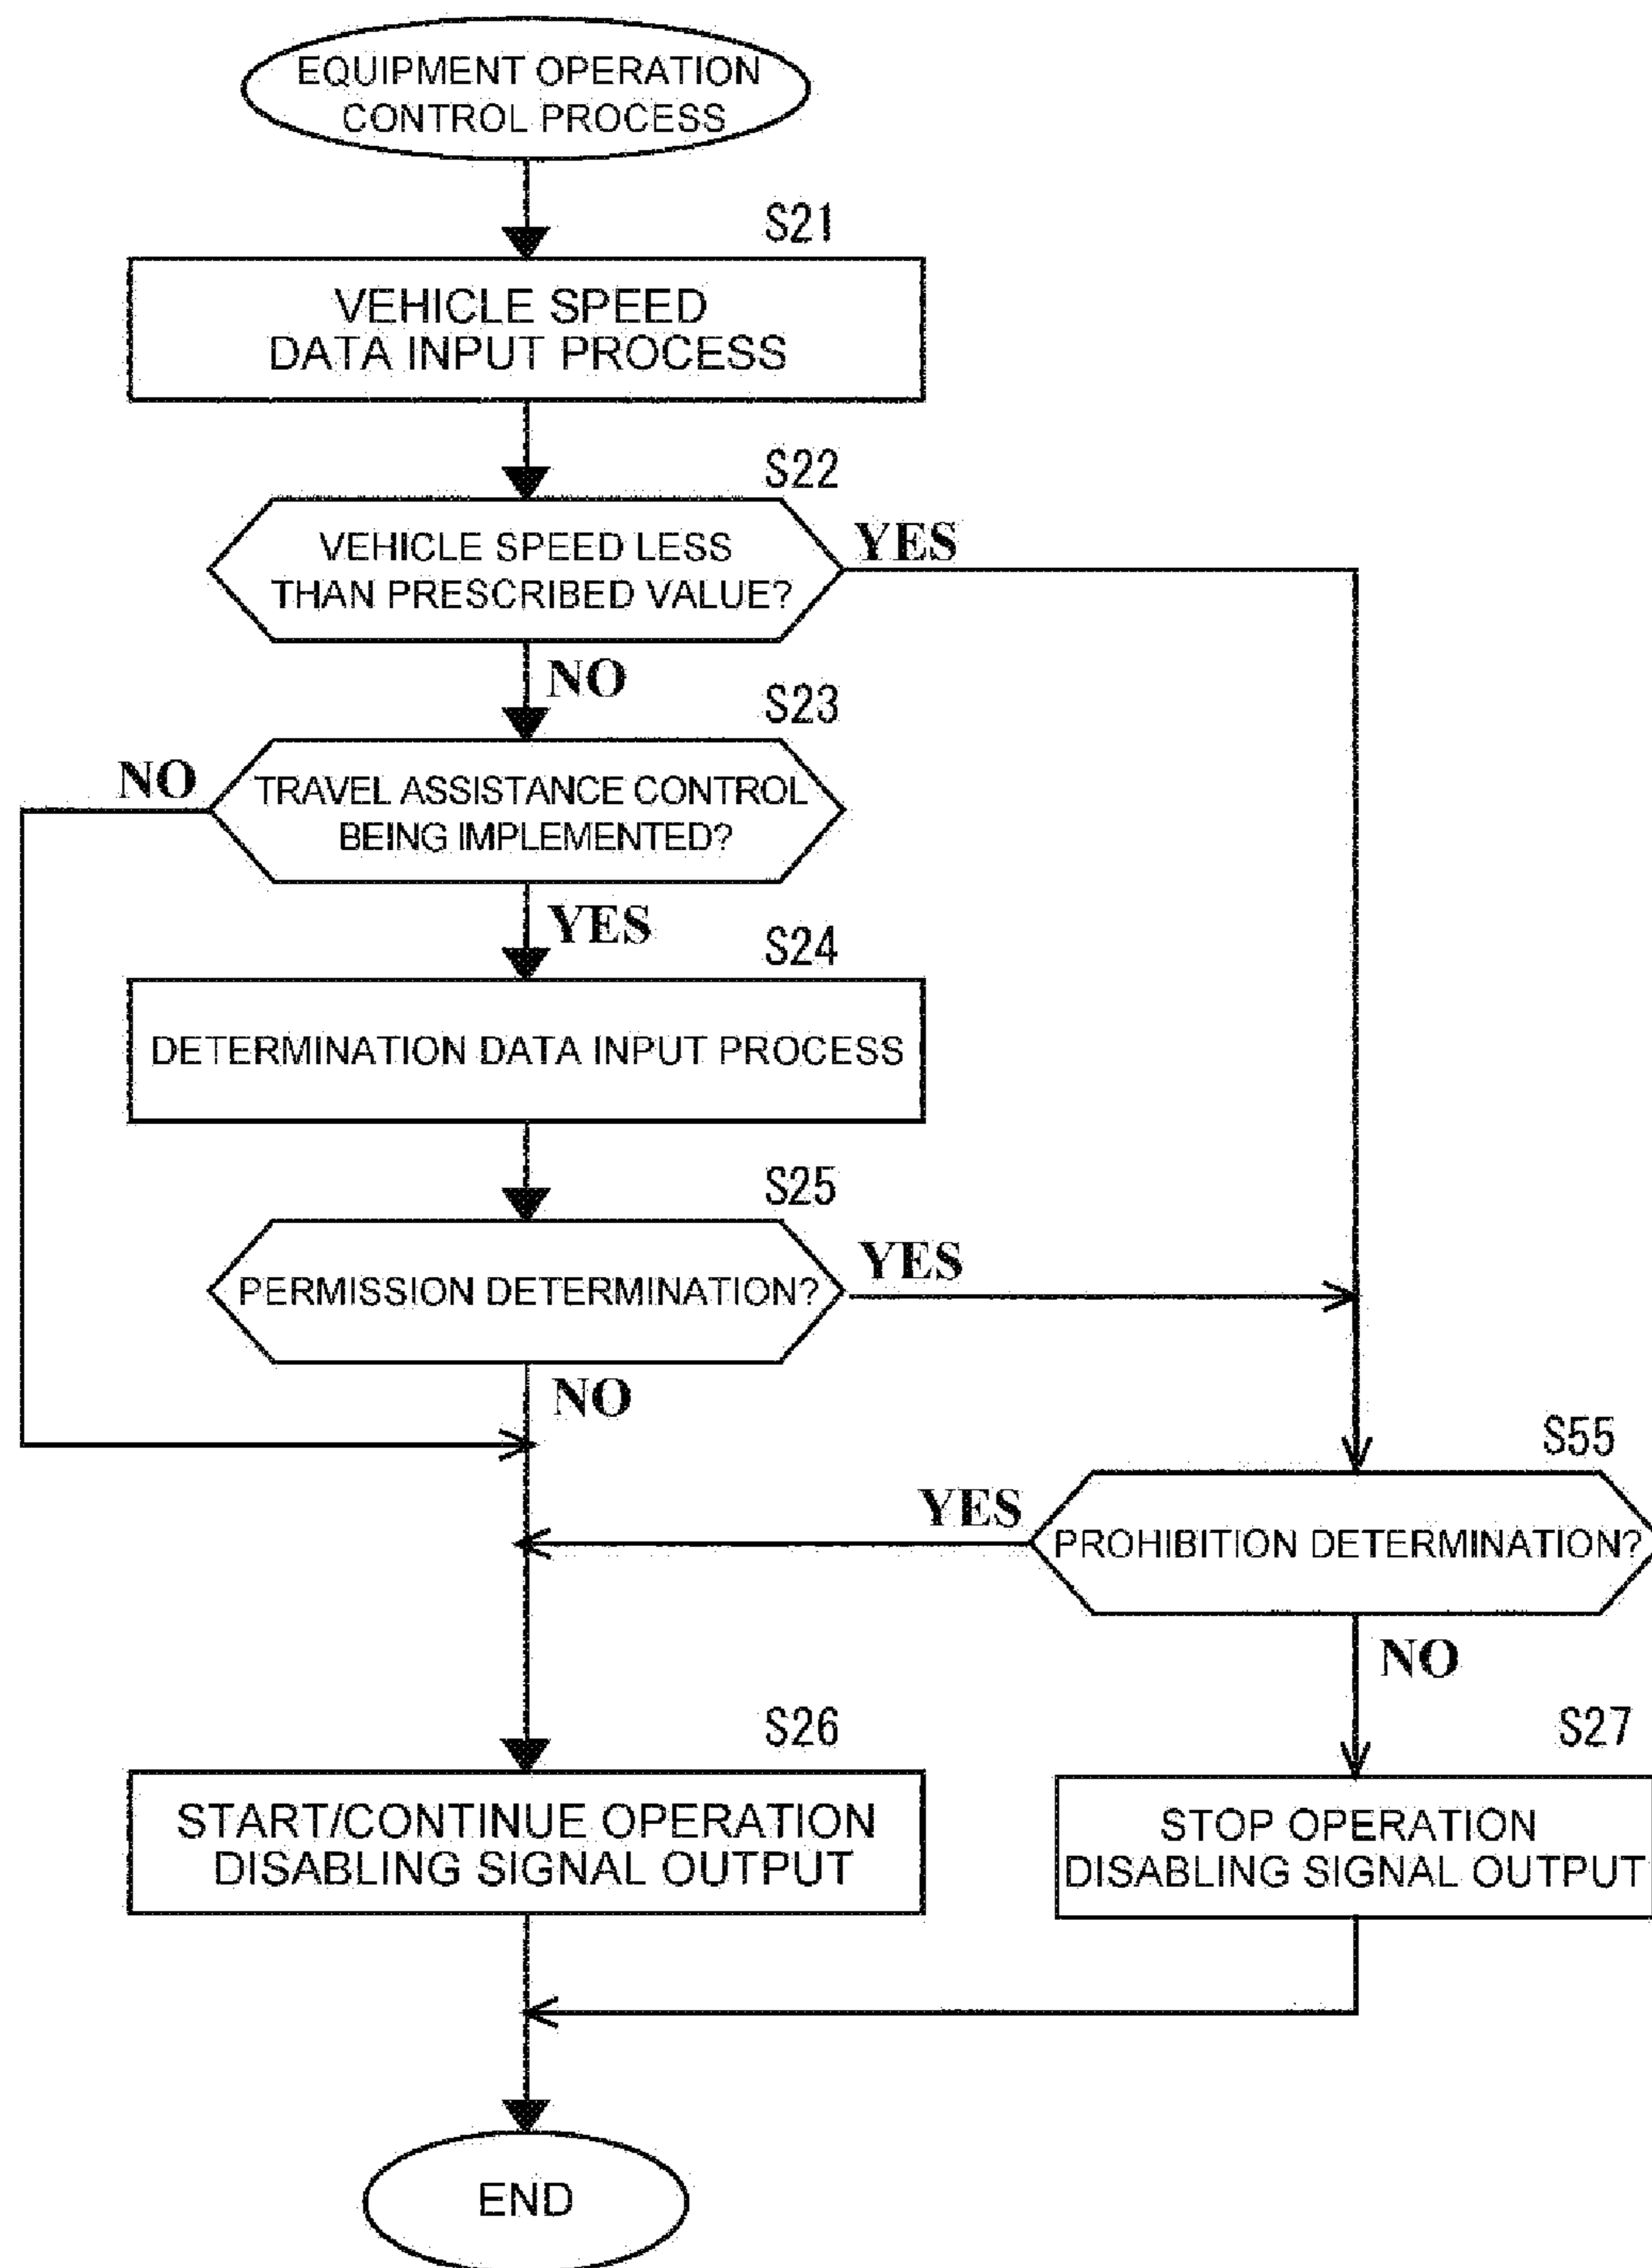 EQUIPMENT OPERATION
CONTROL PROCESS
S21
VEHICLE SPEED
DATA INPUT PROCESS
S22
VEHICLE SPEED LESS
THAN PRESCRIBED VALUE?
YES
NO
S23
NO
TRAVEL ASSISTANCE CONTROL
BEING IMPLEMENTED?
YES
S24
DETERMINATION DATA INPUT PROCESS
S25
PERMISSION DETERMINATION?
YES
NO
S55
YES
PROHIBITION DETERMINATION?
NO
S26
START/CONTINUE OPERATION
DISABLING SIGNAL OUTPUT
S27
STOP OPERATION
DISABLING SIGNAL OUTPUT
END